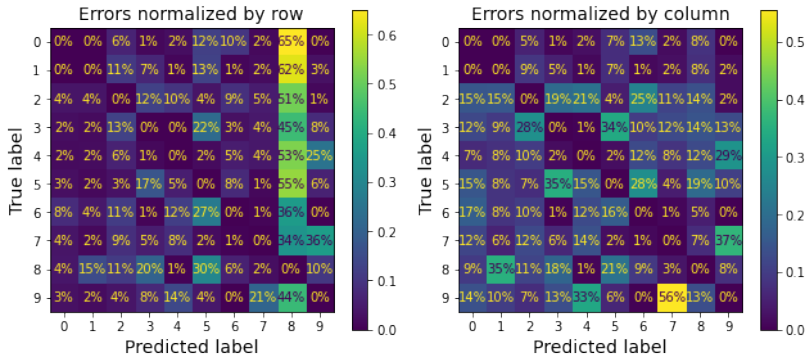 Errors normalized by row
Errors normalized by column
0 0% 0% 6% 1% 2% 12% 10% 2% 65% 0%
1 0% 0% 11% 7% 1% 13% 1% 2% 62% 3%
2 4% 4% 0% 12% 10% 4% 9% 5% 51% 1%
3 2% 2% 13% 0% 0% 22% 3% 4% 45% 8%
4 2% 2% 6% 1% 0% 2% 5% 4% 53% 25%
5 3% 2% 3% 17% 5% 0% 8% 1% 55% 6%
6 8% 4% 11% 1% 12% 27% 0% 1% 36% 0%
7 4% 2% 9% 5% 8% 2% 1% 0% 34% 36%
8 4% 15% 11% 20% 1% 30% 6% 2% 0% 10%
9 3% 2% 4% 8% 14% 4% 0% 21% 44% 0%
0 1 2 3 4 5 6 7 8 9
Predicted label
True label
0.6
0.5
0.4
0.3
0.2
0.1
0.0
0 0% 0% 5% 1% 2% 7% 13% 2% 8% 0%
1 0% 0% 9% 5% 1% 7% 1% 2% 8% 2%
2 15% 15% 0% 19% 21% 4% 25% 11% 14% 2%
3 12% 9% 28% 0% 1% 34% 10% 12% 14% 13%
4 7% 8% 10% 2% 0% 2% 12% 8% 12% 29%
5 15% 8% 7% 35% 15% 0% 28% 4% 19% 10%
6 17% 8% 10% 1% 12% 16% 0% 1% 5% 0%
7 12% 6% 12% 6% 14% 2% 1% 0% 7% 37%
8 9% 35% 11% 18% 1% 21% 9% 3% 0% 8%
9 14% 10% 7% 13% 33% 6% 0% 56% 13% 0%
0 1 2 3 4 5 6 7 8 9
Predicted label
True label
0.5
0.4
0.3
0.2
0.1
0.0